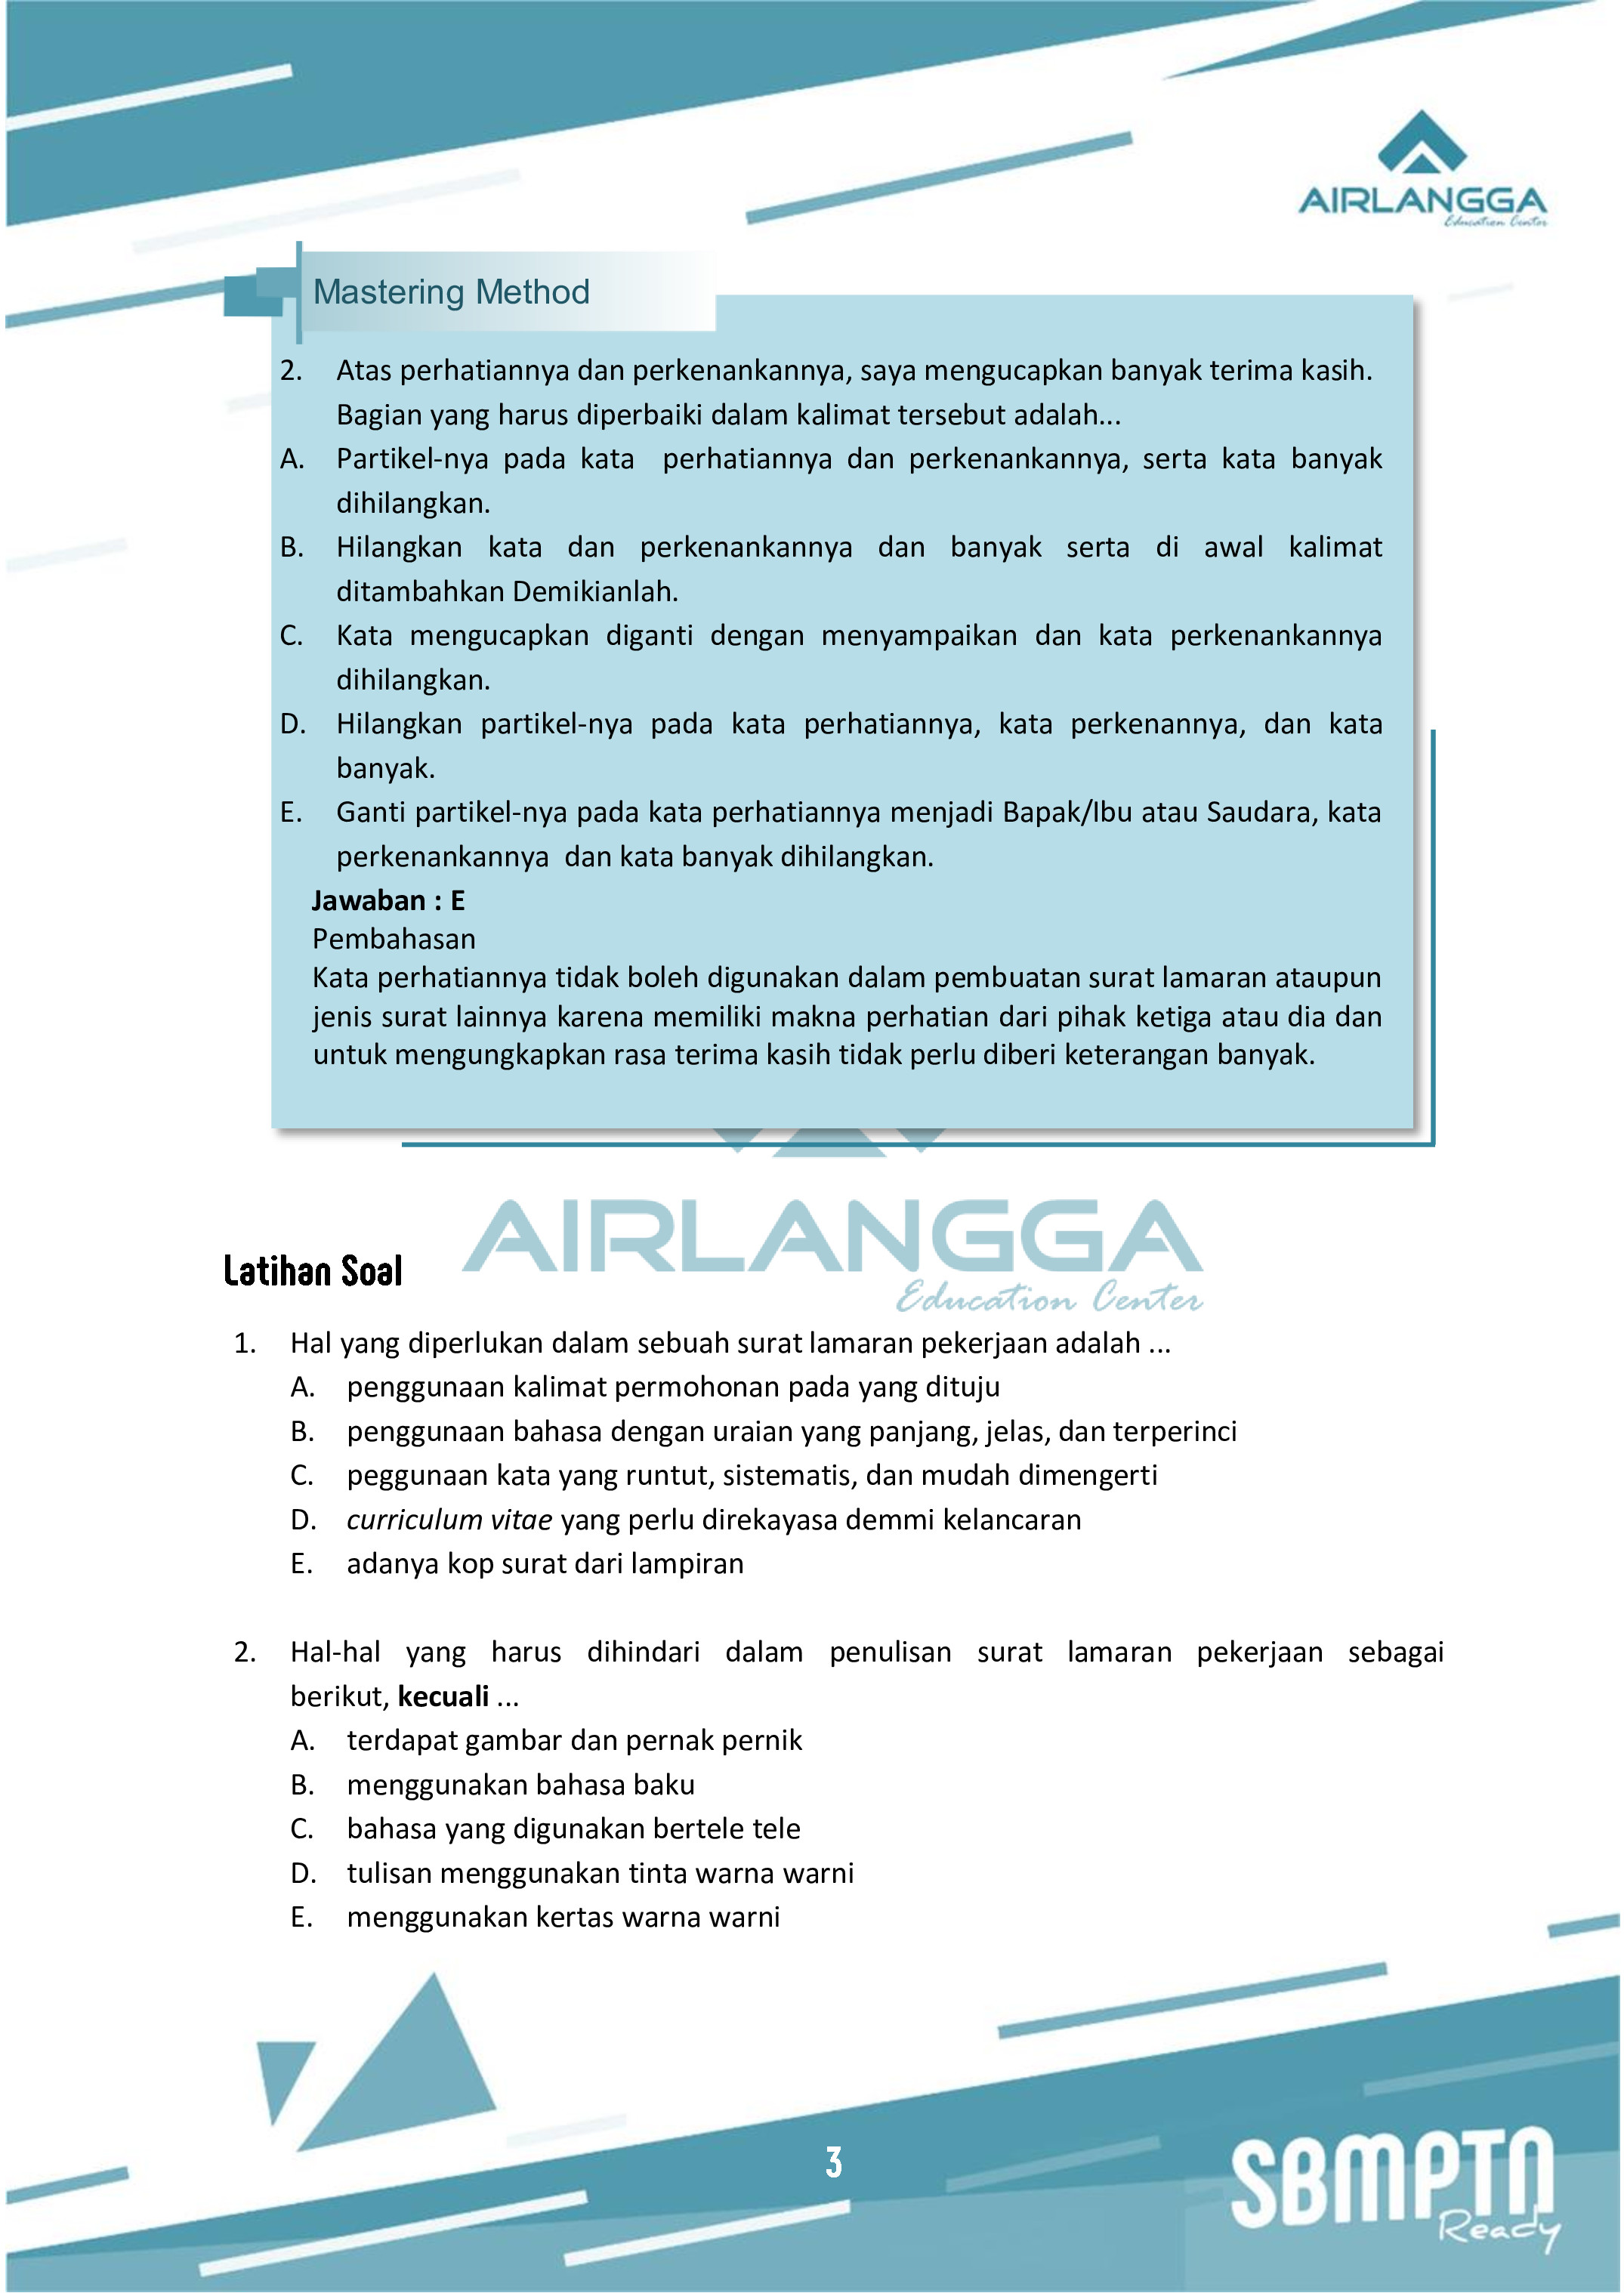 AIRLANGGA
Education Center
Mastering Method
2. Atas perhatiannya dan perkenankannya, saya mengucapkan banyak terima kasih.
Bagian yang harus diperbaiki dalam kalimat tersebut adalah...
A. Partikel-nya pada kata perhatiannya dan perkenankannya, serta kata banyak
dihilangkan.
B. Hilangkan kata dan perkenankannya dan banyak serta di awal kalimat
ditambahkan Demikianlah.
C. Kata mengucapkan diganti dengan menyampaikan dan kata perkenankannya
dihilangkan.
D. Hilangkan partikel-nya pada kata perhatiannya, kata perkenannya, dan kata
banyak.
E. Ganti partikel-nya pada kata perhatiannya menjadi Bapak/Ibu atau Saudara, kata
perkenankannya dan kata banyak dihilangkan.
Jawaban : E
Pembahasan
Kata perhatiannya tidak boleh digunakan dalam pembuatan surat lamaran ataupun
jenis surat lainnya karena memiliki makna perhatian dari pihak ketiga atau dia dan
untuk mengungkapkan rasa terima kasih tidak perlu diberi keterangan banyak.
AIRLANGGA
Education Center
Latihan Soal
1. Hal yang diperlukan dalam sebuah surat lamaran pekerjaan adalah ...
A. penggunaan kalimat permohonan pada yang dituju
B. penggunaan bahasa dengan uraian yang panjang, jelas, dan terperinci
C. peggunaan kata yang runtut, sistematis, dan mudah dimengerti
D. curriculum vitae yang perlu direkayasa demmi kelancaran
E. adanya kop surat dari lampiran
2. Hal-hal yang harus dihindari dalam penulisan surat lamaran pekerjaan sebagai
berikut, kecuali ...
A. terdapat gambar dan pernak pernik
B. menggunakan bahasa baku
C. bahasa yang digunakan bertele tele
D. tulisan menggunakan tinta warna warni
E. menggunakan kertas warna warni
3
SBMPTN
Ready